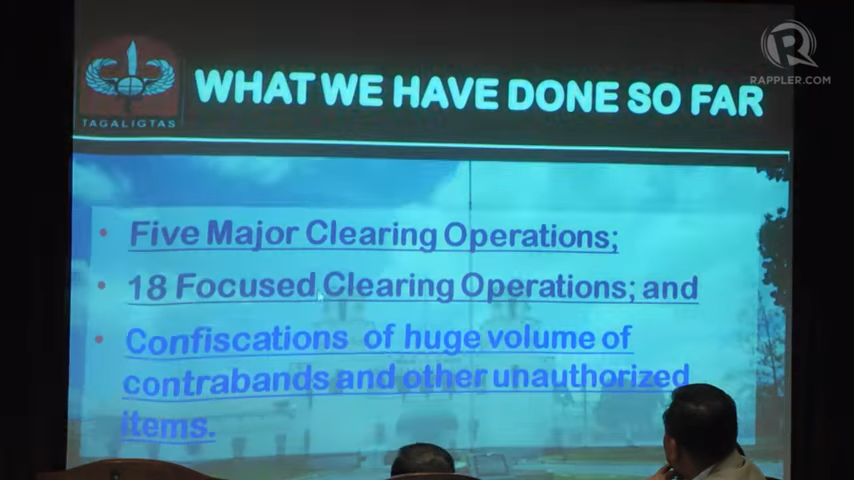 RAPPLER.COM
TAGALIGTAS
WHAT WE HAVE DONE SO FAR
• Five Major Clearing Operations;
• 18 Focused Clearing Operations; and
• Confiscations of huge volume of
contrabands and other unauthorized
items.